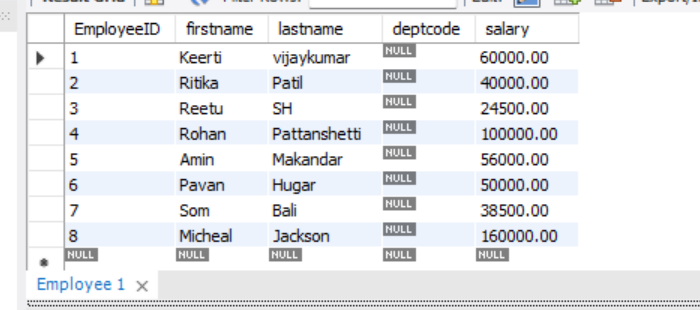 EmployeeID firstname lastname deptcode salary
1 Keerti vijaykumar NULL 60000.00
2 Ritika Patil NULL 40000.00
3 Reetu SH NULL 24500.00
4 Rohan Pattanshetti NULL 100000.00
5 Amin Makandar NULL 56000.00
6 Pavan Hugar NULL 50000.00
7 Som Bali NULL 38500.00
8 Micheal Jackson NULL 160000.00
NULL NULL NULL NULL NULL
Employee 1